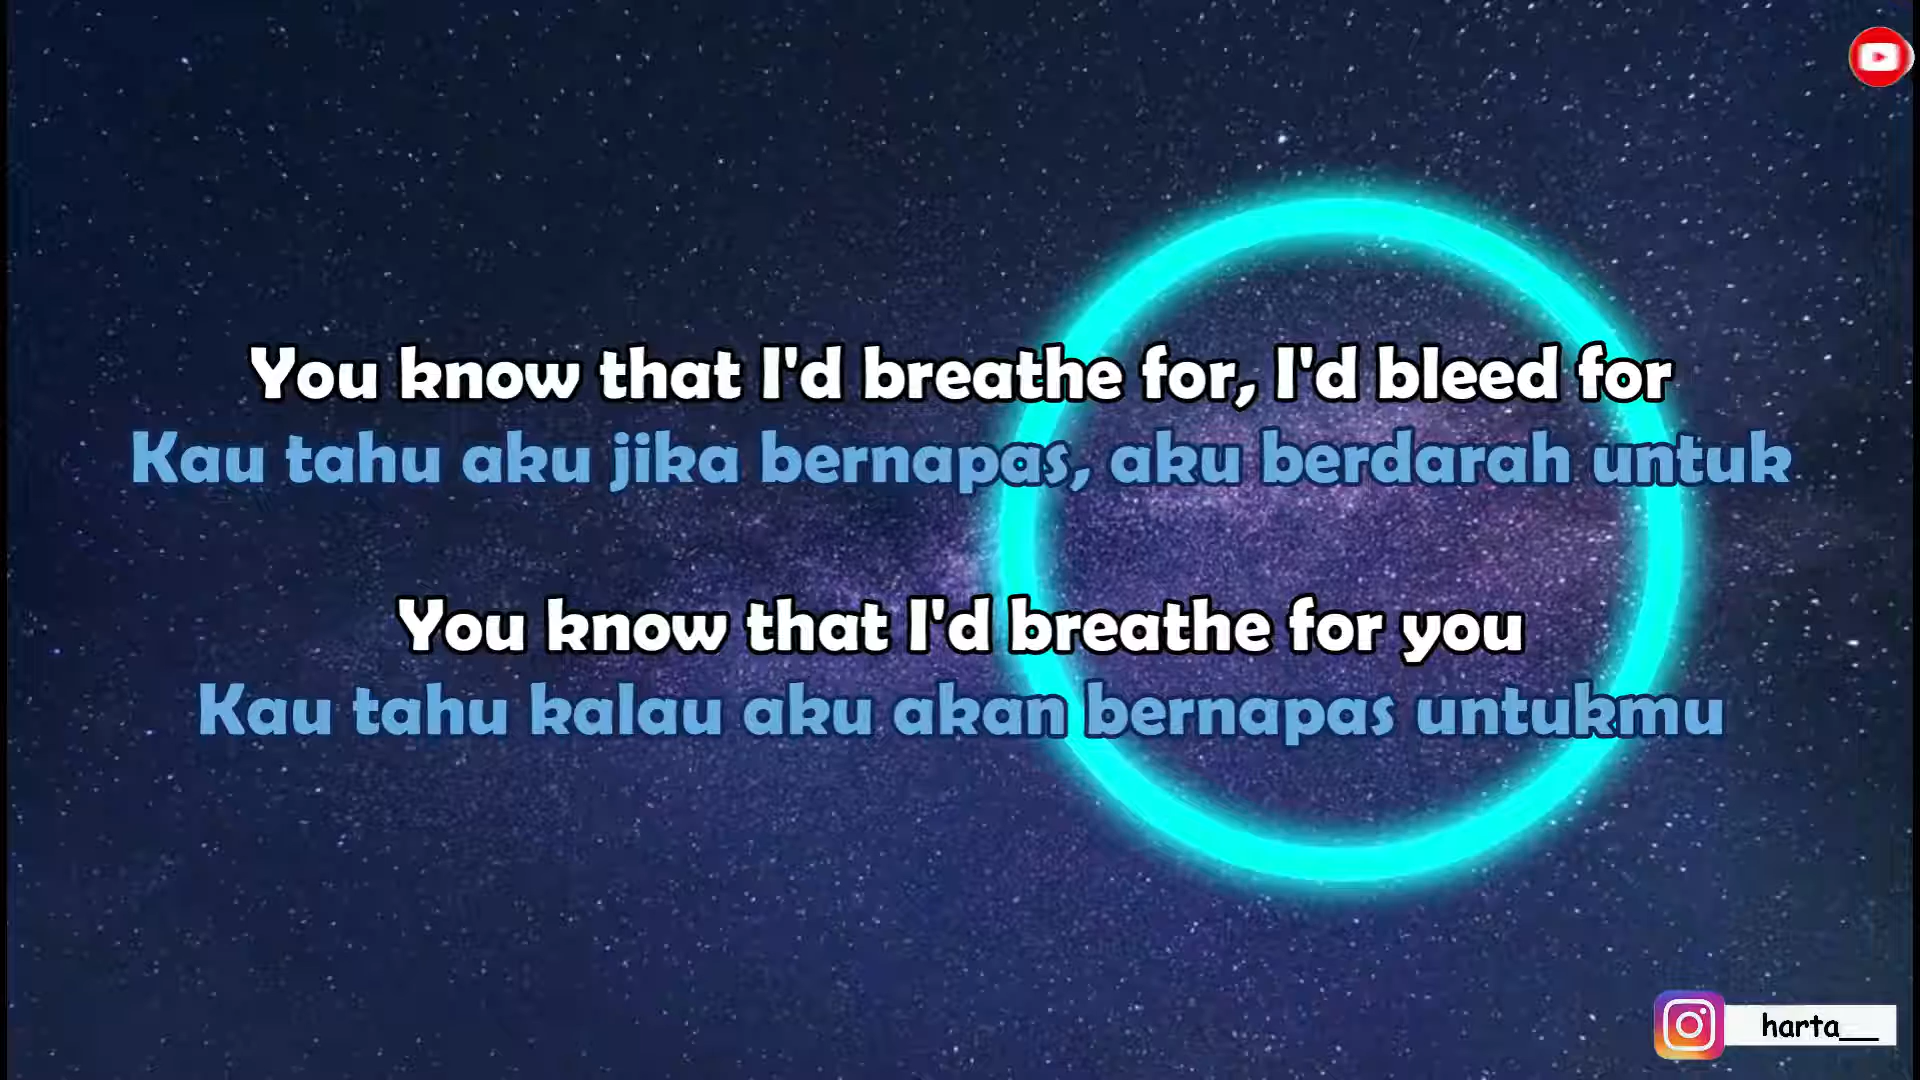 You know that I'd breathe for, I'd bleed for
Kau tahu aku jika bernapas, aku berdarah untuk
You know that I'd breathe for you
Kau tahu kalau aku akan bernapas untukmu
harta__